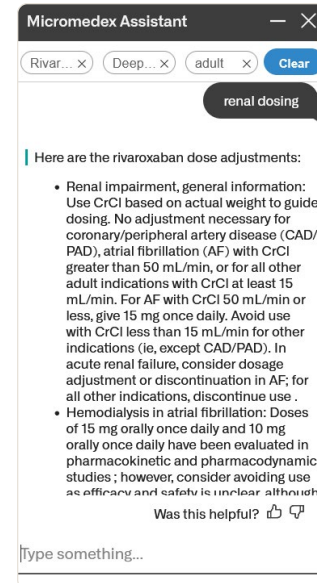 Micromedex Assistant
Rivar... × Deep... × adult × Clear
renal dosing
Here are the rivaroxaban dose adjustments:
• Renal impairment, general information:
Use CrCl based on actual weight to guide
dosing. No adjustment necessary for
coronary/peripheral artery disease (CAD/
PAD), atrial fibrillation (AF) with CrCl
greater than 50 mL/min, or for all other
adult indications with CrCl at least 15
mL/min. For AF with CrCl 50 mL/min or
less, give 15 mg once daily. Avoid use
with CrCl less than 15 mL/min for other
indications (ie, except CAD/PAD). In
acute renal failure, consider dosage
adjustment or discontinuation in AF; for
all other indications, discontinue use .
• Hemodialysis in atrial fibrillation: Doses
of 15 mg orally once daily and 10 mg
orally once daily have been evaluated in
pharmacokinetic and pharmacodynamic
studies ; however, consider avoiding use
as efficacy and safety is unclear, although
Was this helpful?
Type something...